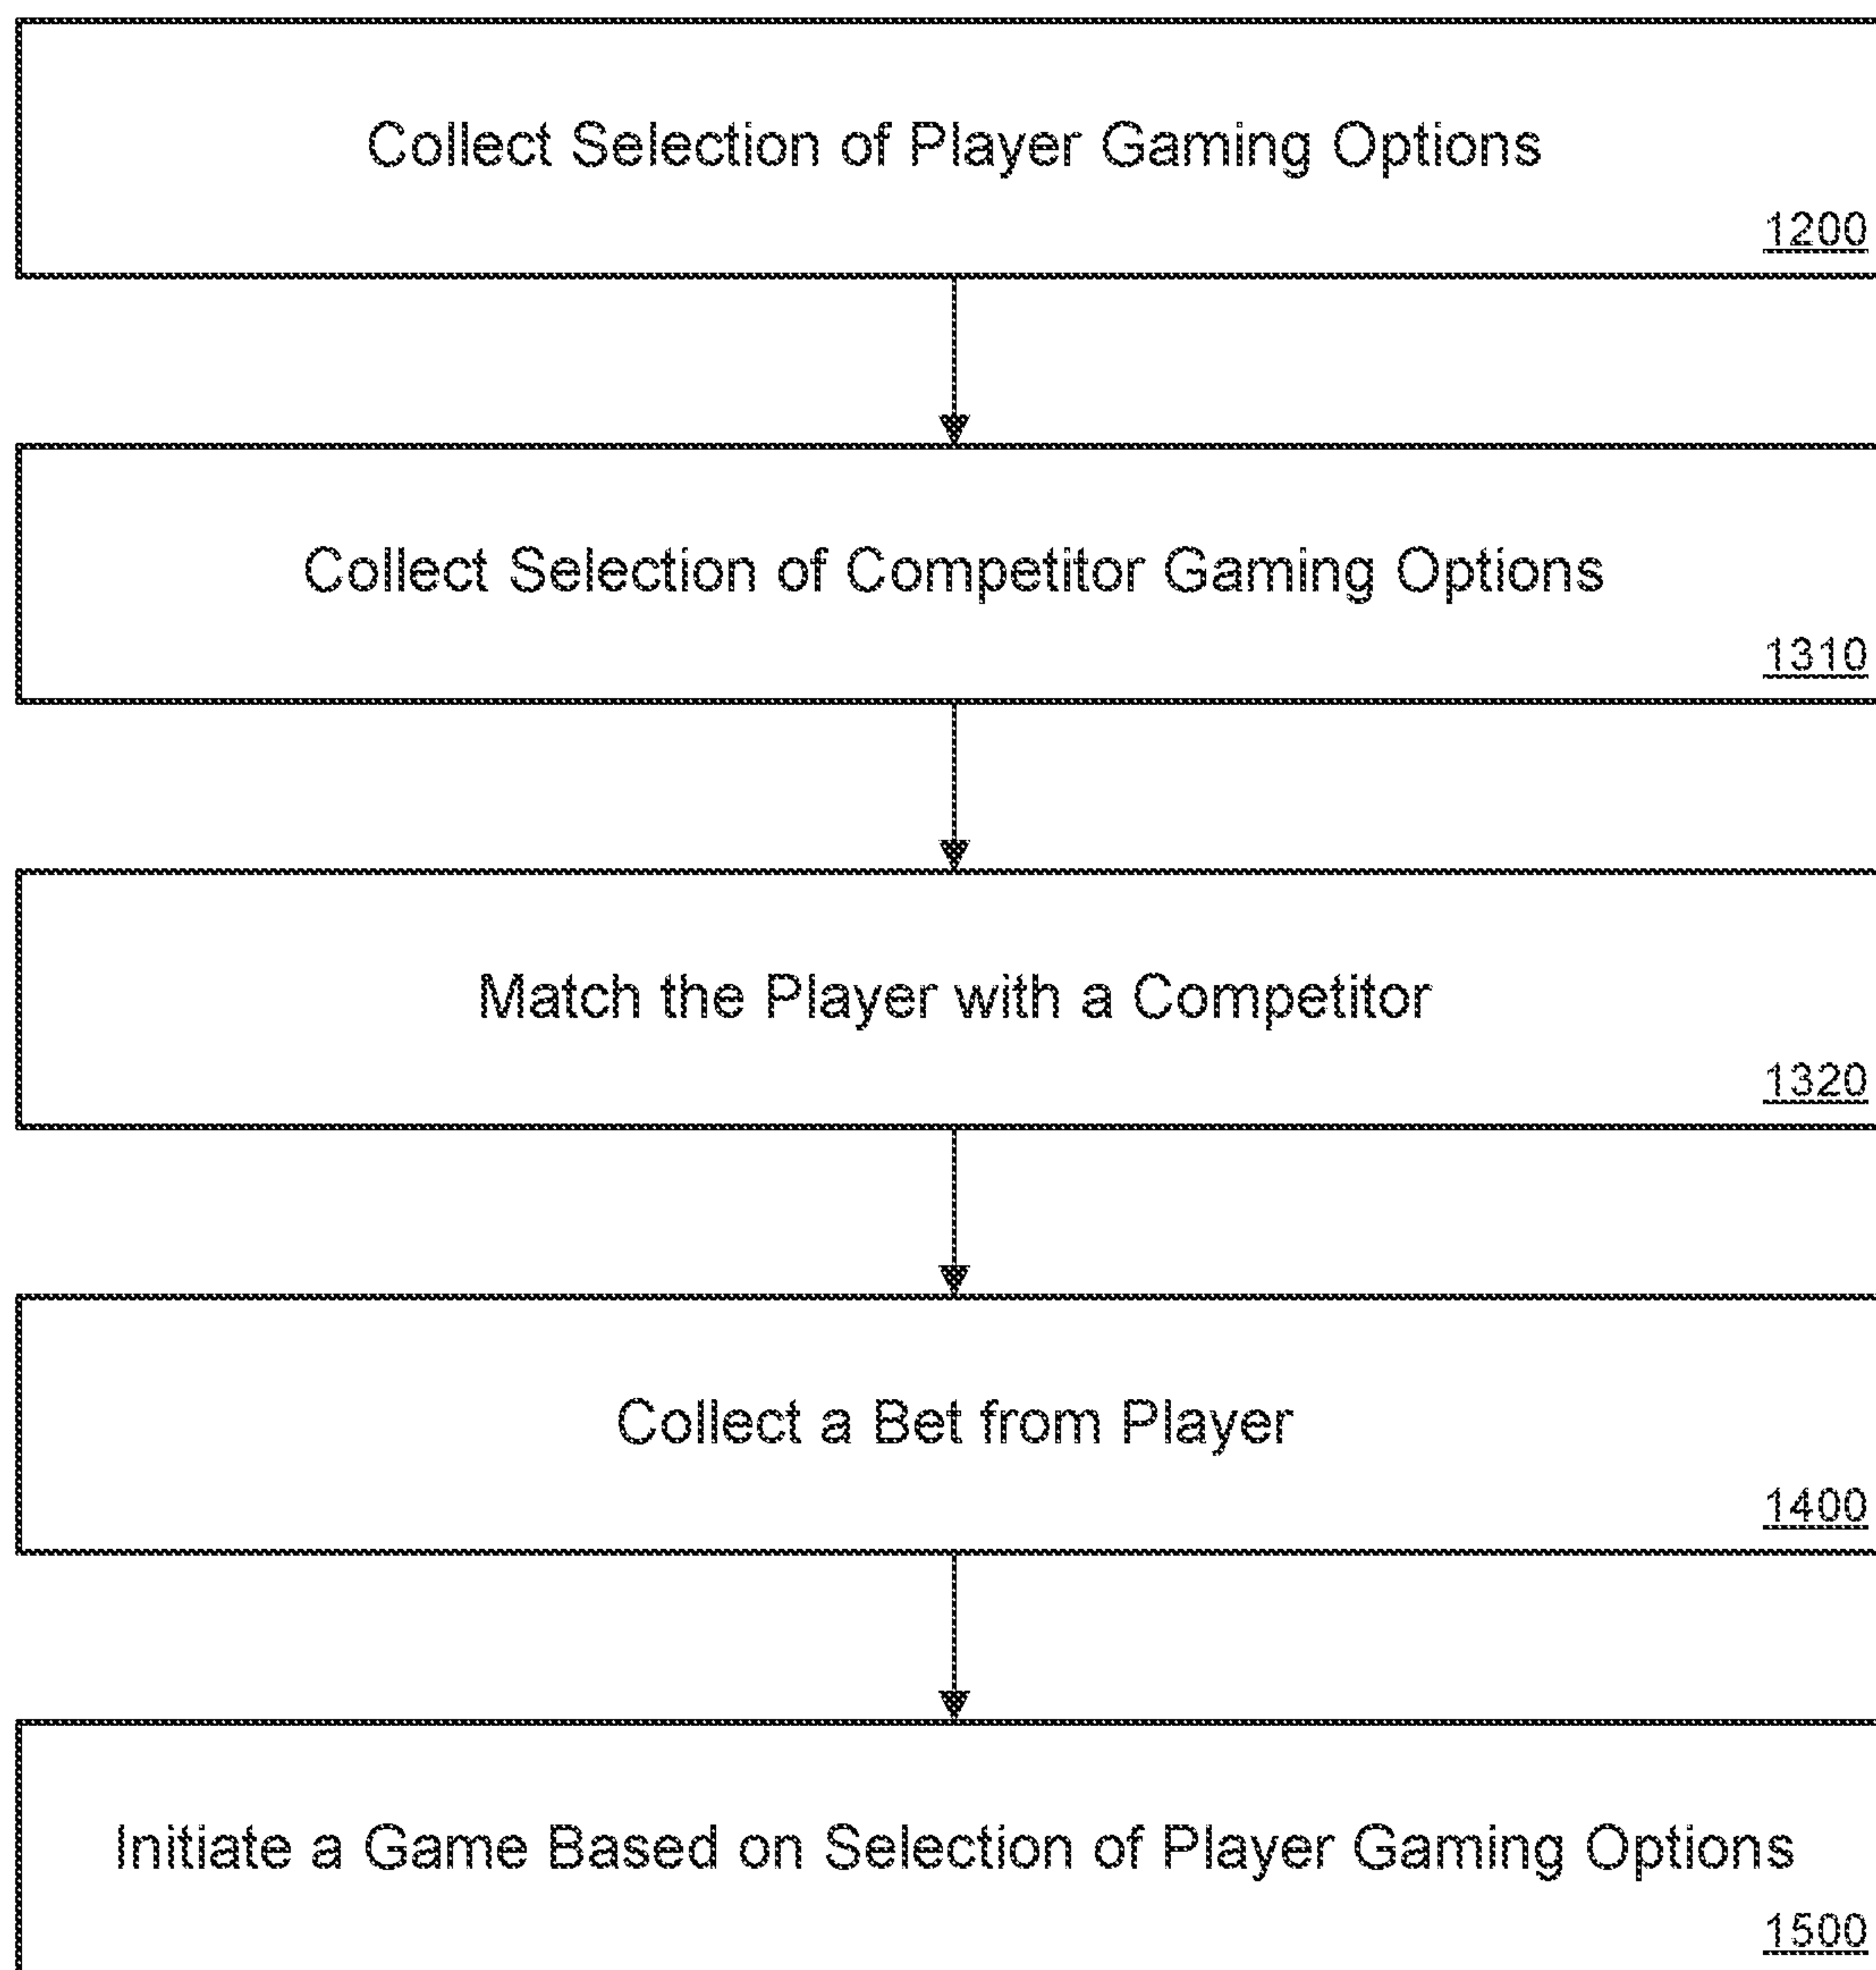 Collect Selection of Player Gaming Options
1200
Collect Selection of Competitor Gaming Options
1310
Match the Player with a Competitor
1320
Collect a Bet from Player
1400
Initiate a Game Based on Selection of Player Gaming Options
1500